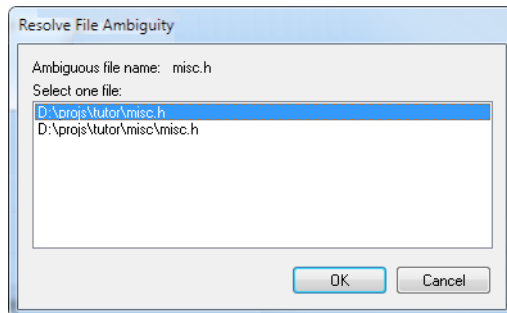 Resolve File Ambiguity
Ambiguous file name: misc.h
Select one file:
D:\projs\tutor\misc.h
D:\projs\tutor\misc\misc.h
OK Cancel